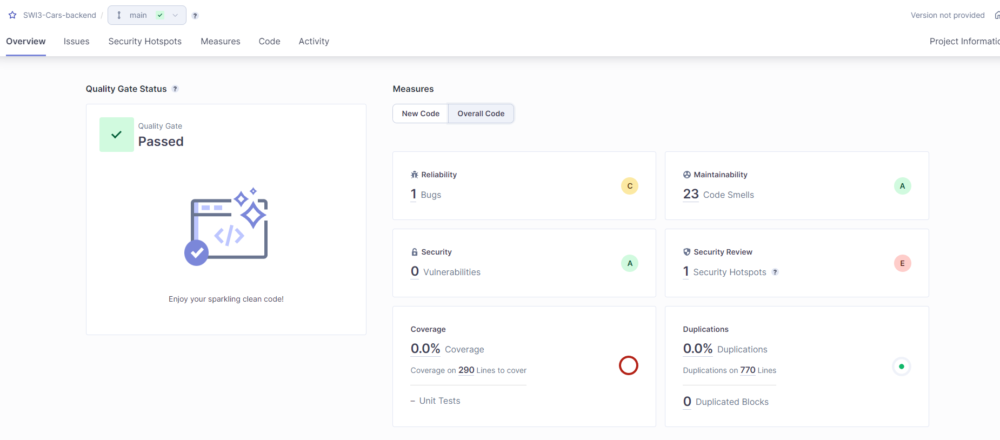 SWI3-Cars-backend / main ?
Version not provided
Overview Issues Security Hotspots Measures Code Activity
Project Informatio
Quality Gate Status ?
Quality Gate
Passed
</>
Enjoy your sparkling clean code!
Measures
New Code Overall Code
Reliability
1 Bugs
C
Maintainability
23 Code Smells
A
Security
0 Vulnerabilities
A
Security Review
1 Security Hotspots ?
E
Coverage
0.0% Coverage
Coverage on 290 Lines to cover
– Unit Tests
Duplications
0.0% Duplications
Duplications on 770 Lines
0 Duplicated Blocks